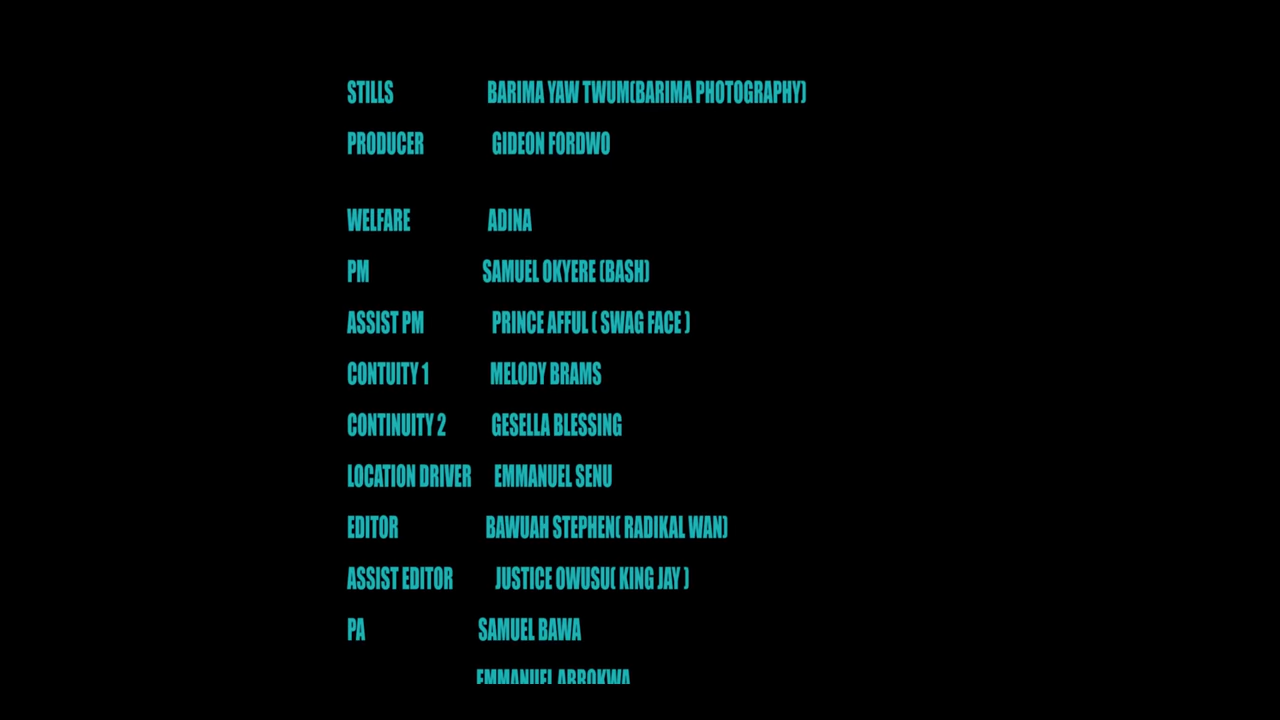 STILLS BARIMA YAW TWUM(BARIMA PHOTOGRAPHY)
PRODUCER GIDEON FORDWO
WELFARE ADINA
PM SAMUEL OKYERE (BASH)
ASSIST PM PRINCE AFFUL ( SWAG FACE )
CONTUITY 1 MELODY BRAMS
CONTINUITY 2 GESELLA BLESSING
LOCATION DRIVER EMMANUEL SENU
EDITOR BAWUAH STEPHEN( RADIKAL WAN)
ASSIST EDITOR JUSTICE OWUSU( KING JAY )
PA SAMUEL BAWA
EMMANUEL